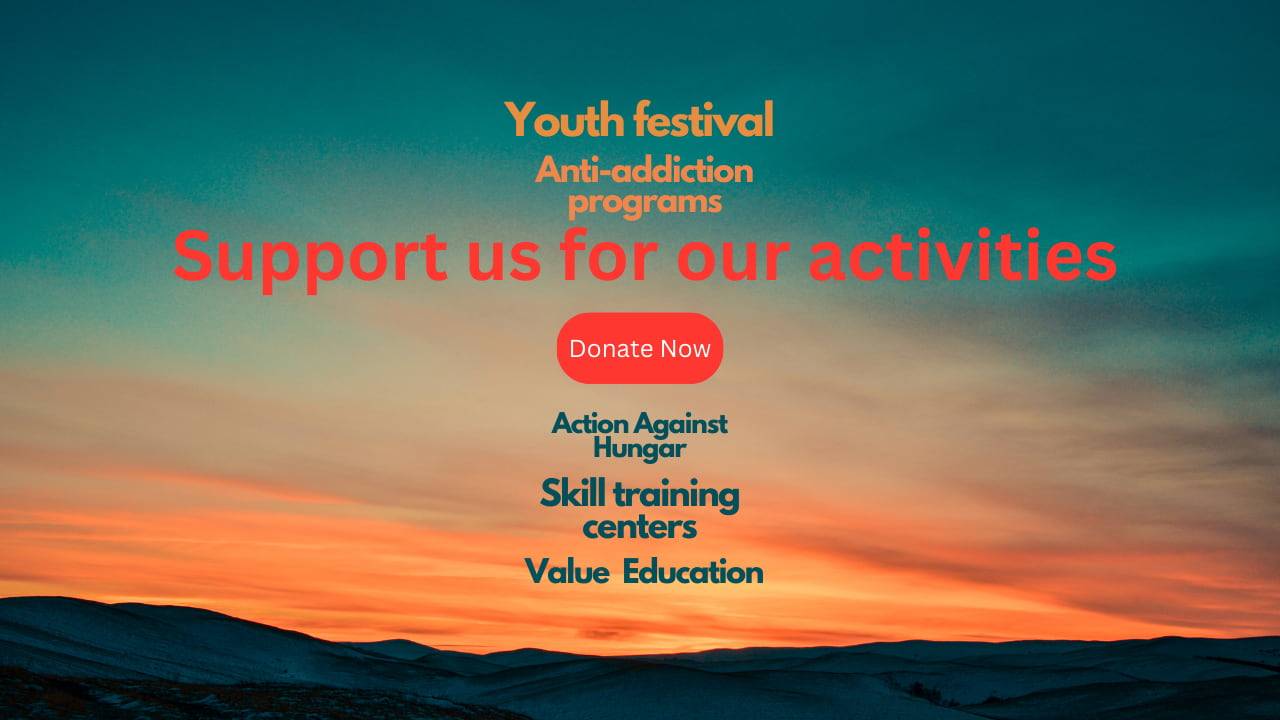 Youth festival
Anti-addiction
programs
Support us for our activities
Donate Now
Action Against
Hungar
Skill training
centers
Value Education